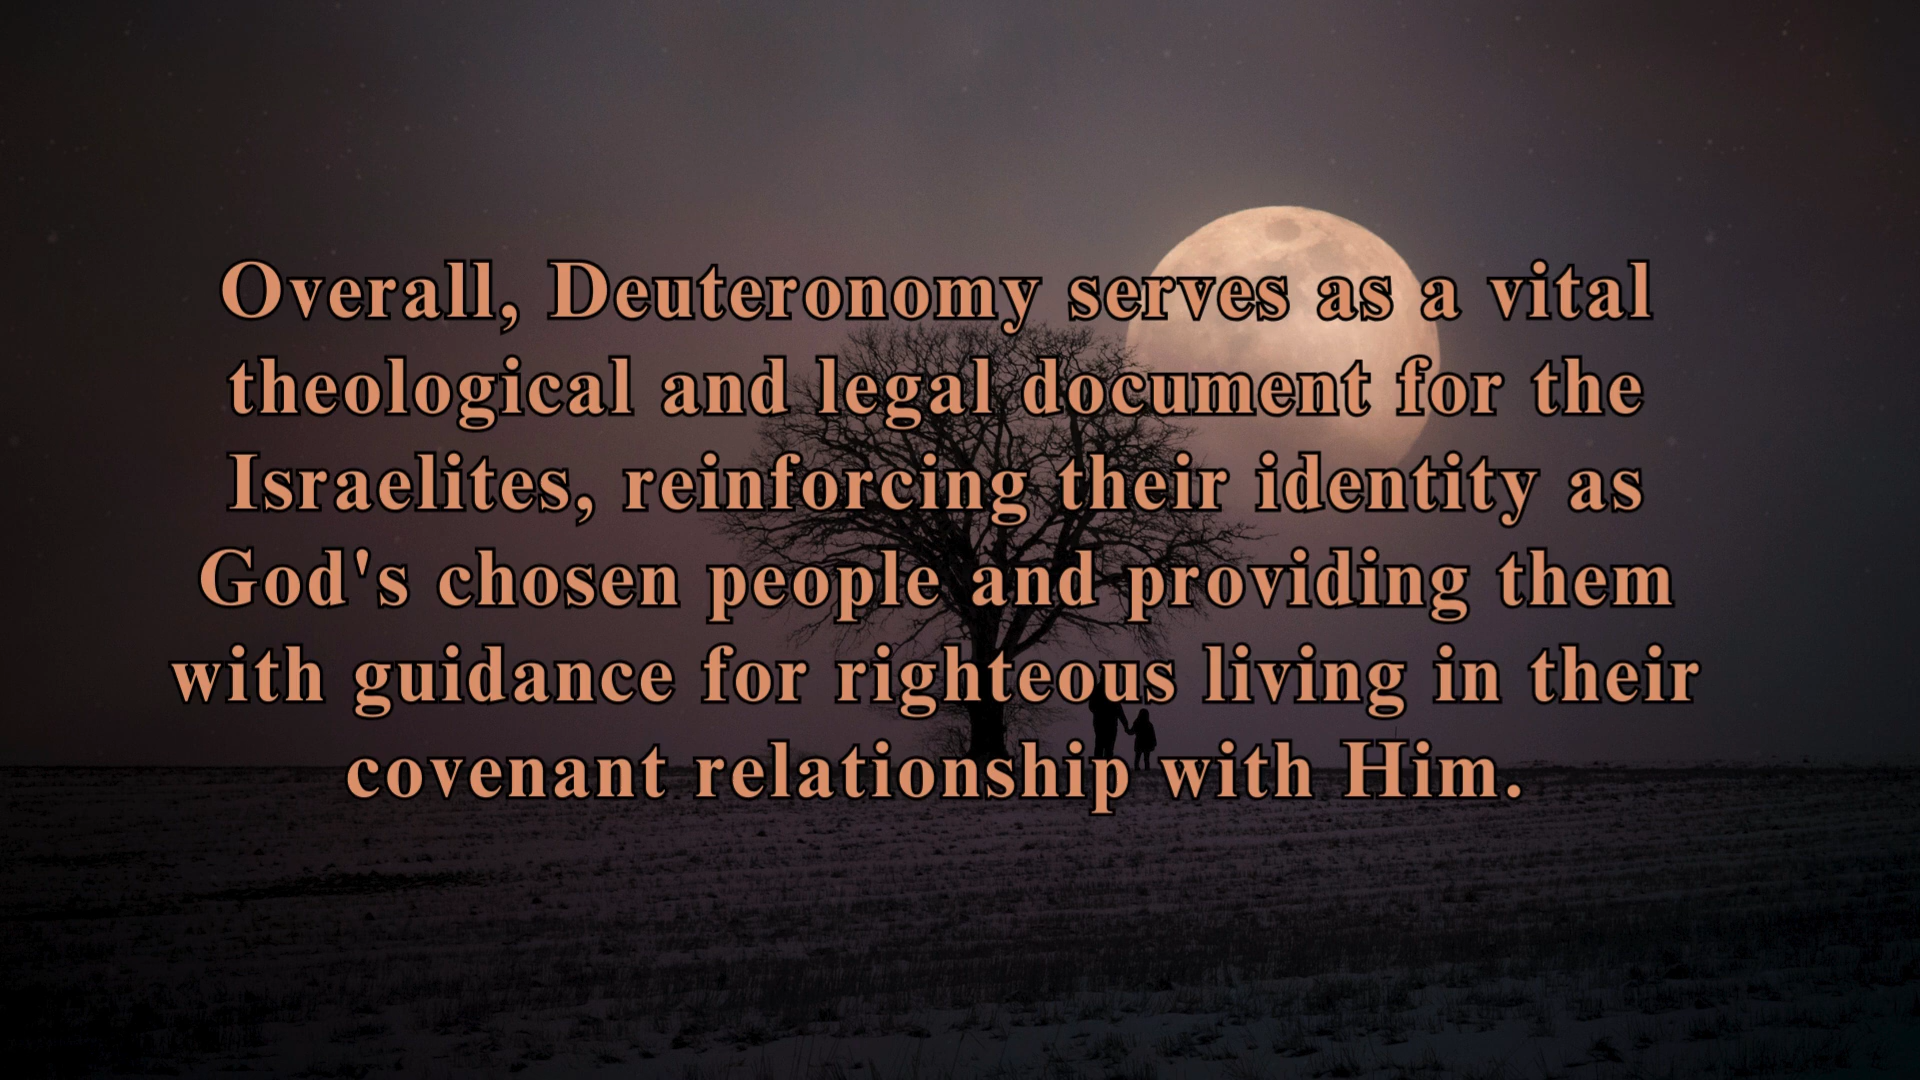 Overall, Deuteronomy serves as a vital
theological and legal document for the
Israelites, reinforcing their identity as
God's chosen people and providing them
with guidance for righteous living in their
covenant relationship with Him.